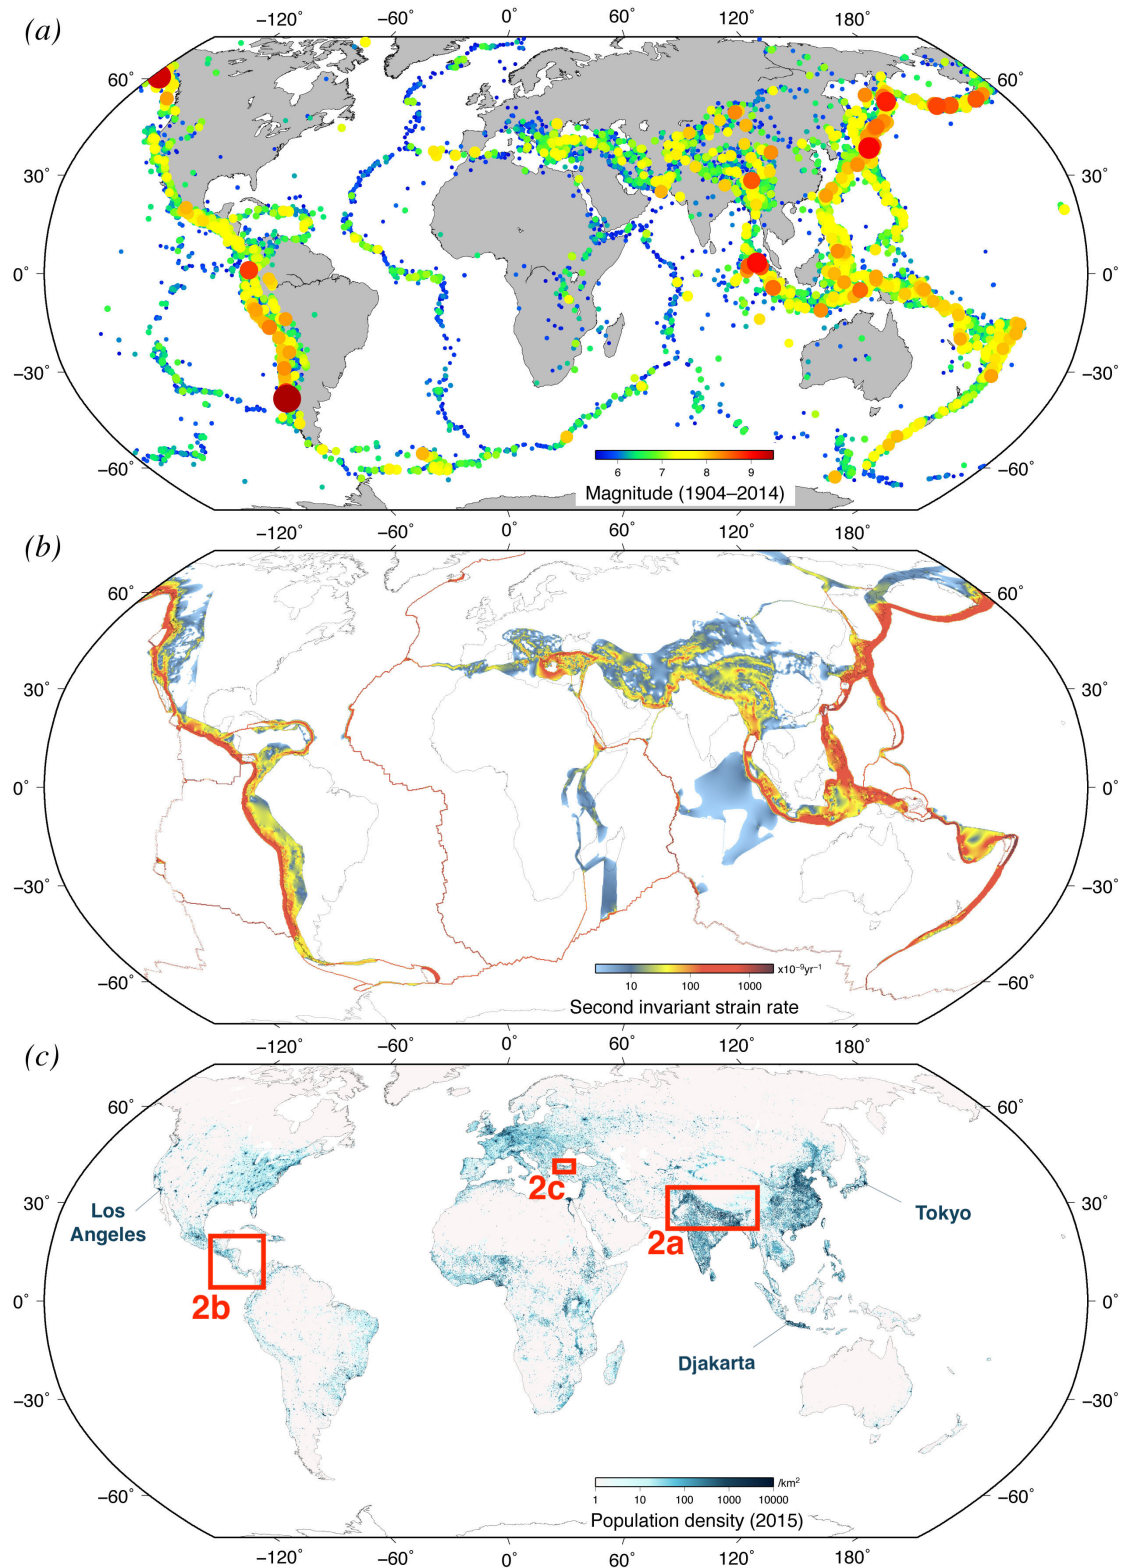 (a)
−120˚ −60˚ 0˚ 60˚ 120˚ 180˚
60˚ 60˚
30˚ 30˚
0˚ 0˚
−30˚ −30˚
−60˚ −60˚
6 7 8 9
Magnitude (1904–2014)
(b)
−120˚ −60˚ 0˚ 60˚ 120˚ 180˚
60˚ 60˚
30˚ 30˚
0˚ 0˚
−30˚ −30˚
−60˚ −60˚
10 100 1000 x10⁻⁹yr⁻¹
Second invariant strain rate
(c)
−120˚ −60˚ 0˚ 60˚ 120˚ 180˚
60˚ 60˚
30˚ 30˚
Los
Angeles
2c
2a
Tokyo
2b
0˚ 0˚
Djakarta
−30˚ −30˚
−60˚ −60˚
1 10 100 1000 10000 /km²
Population density (2015)
−120˚ −60˚ 0˚ 60˚ 120˚ 180˚